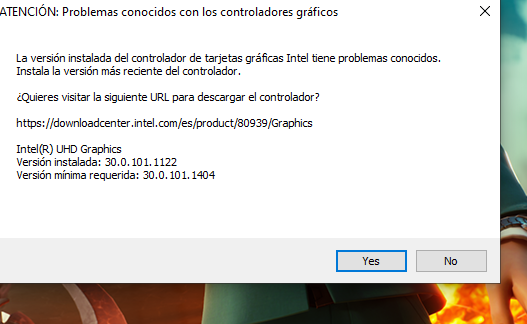 ATENCIÓN: Problemas conocidos con los controladores gráficos
La versión instalada del controlador de tarjetas gráficas Intel tiene problemas conocidos.
Instala la versión más reciente del controlador.
¿Quieres visitar la siguiente URL para descargar el controlador?
https://downloadcenter.intel.com/es/product/80939/Graphics
Intel(R) UHD Graphics
Versión instalada: 30.0.101.1122
Versión mínima requerida: 30.0.101.1404
Yes No